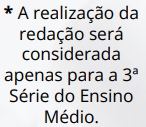 * A realização da
redação será
considerada
apenas para a 3ª
Série do Ensino
Médio.